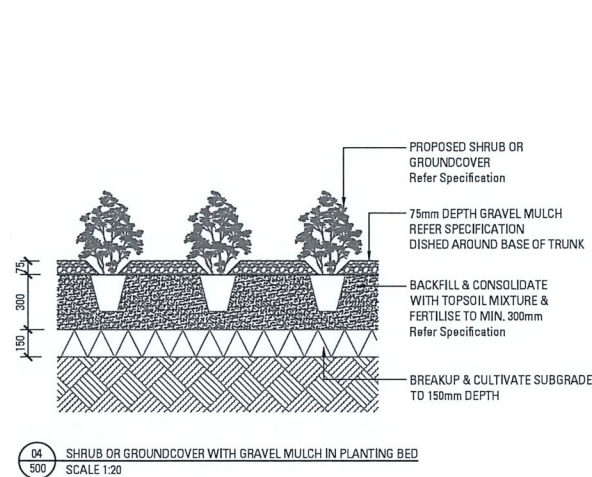 PROPOSED SHRUB OR
GROUNDCOVER
Refer Specification
75mm DEPTH GRAVEL MULCH
REFER SPECIFICATION
DISHED AROUND BASE OF TRUNK
75
300
150
BACKFILL & CONSOLIDATE
WITH TOPSOIL MIXTURE &
FERTILISE TO MIN. 300mm
Refer Specification
BREAKUP & CULTIVATE SUBGRADE
TO 150mm DEPTH
04
500
SHRUB OR GROUNDCOVER WITH GRAVEL MULCH IN PLANTING BED
SCALE 1:20